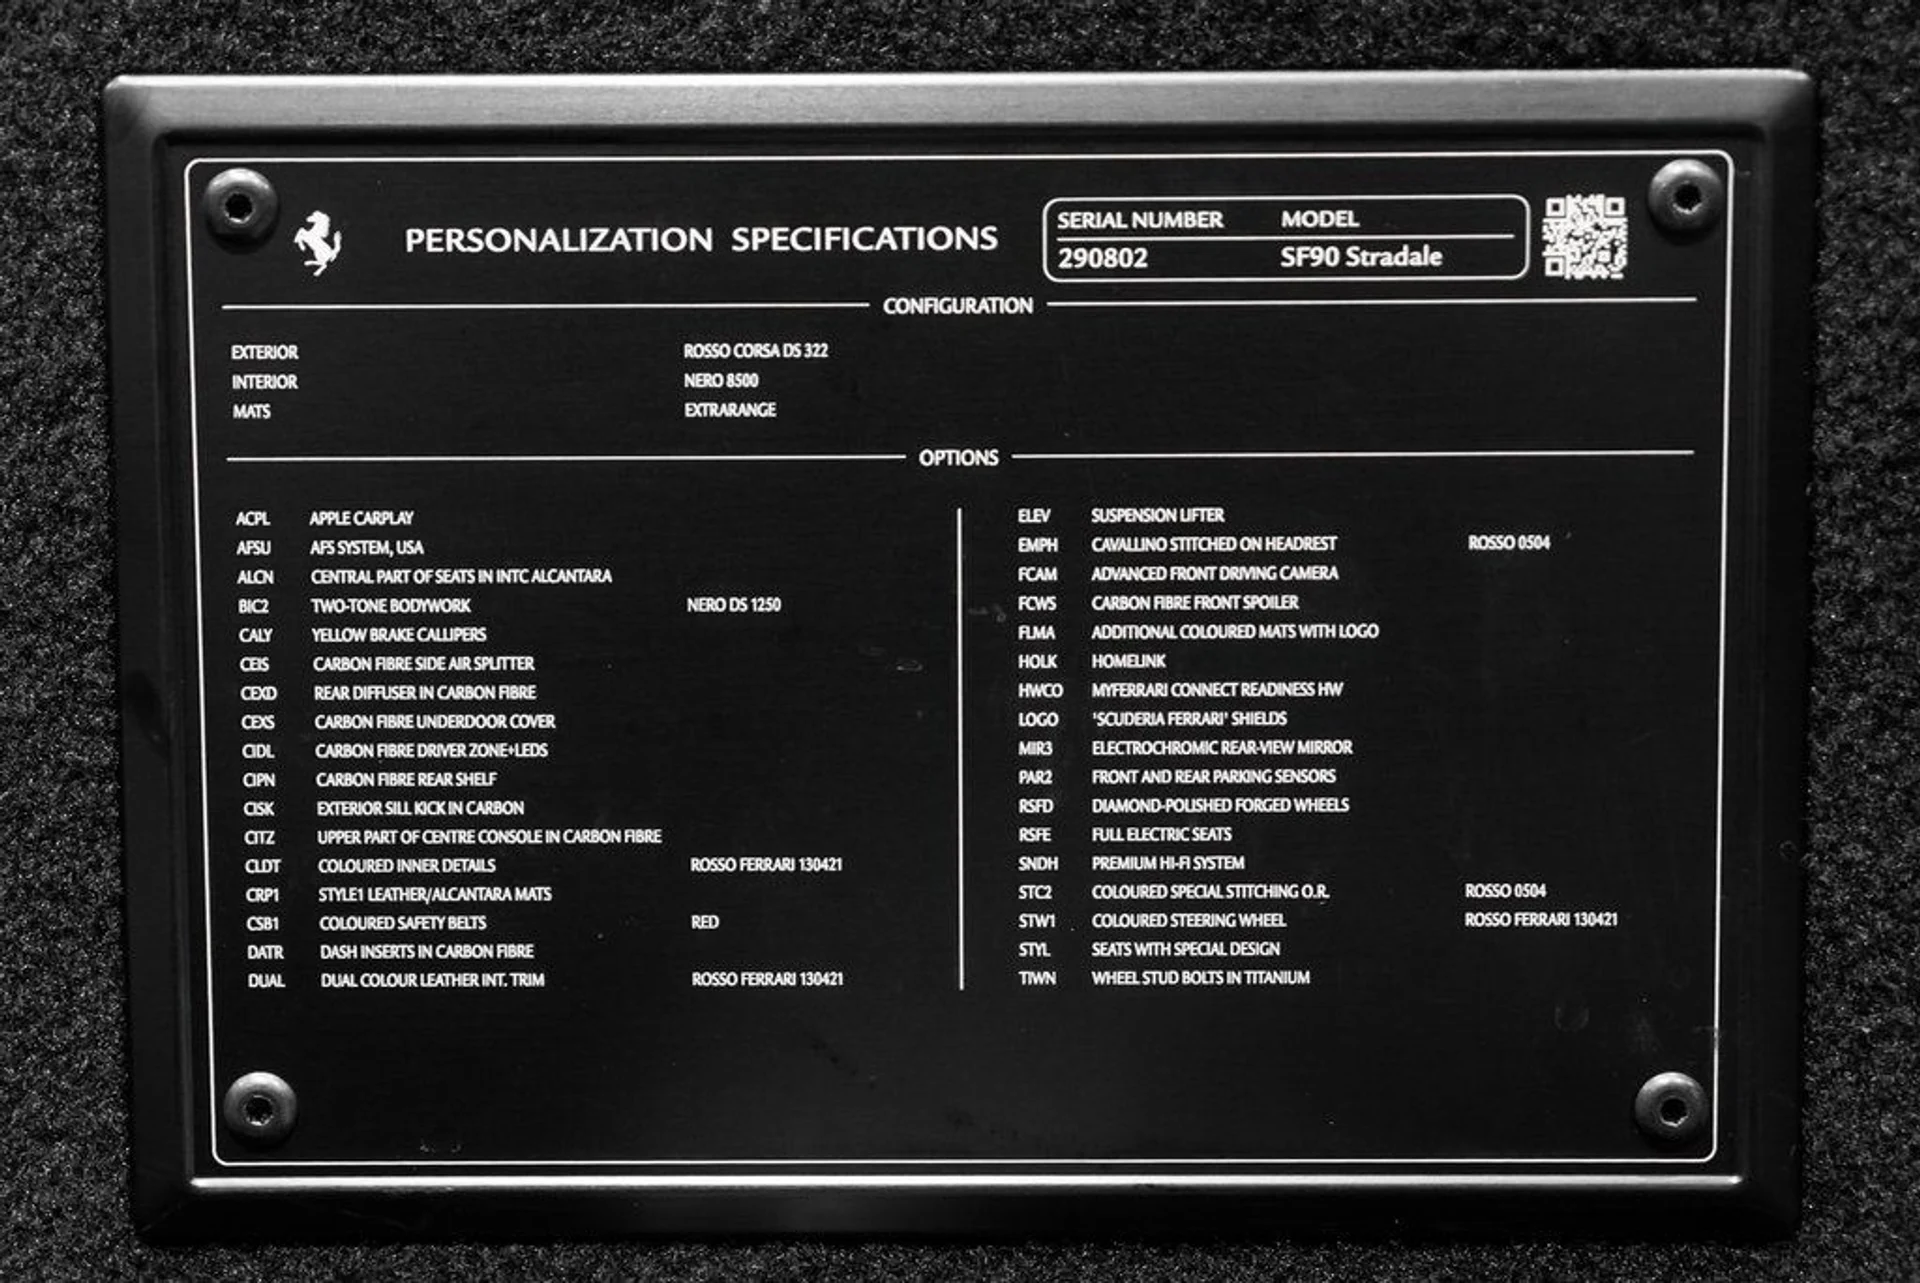 PERSONALIZATION SPECIFICATIONS
SERIAL NUMBER MODEL
290802 SF90 Stradale
CONFIGURATION
EXTERIOR ROSSO CORSA DS 322
INTERIOR NERO 8500
MATS EXTRARANGE
OPTIONS
ACPL APPLE CARPLAY
AFSU AFS SYSTEM, USA
ALCN CENTRAL PART OF SEATS IN INTC ALCANTARA
BIC2 TWO-TONE BODYWORK NERO DS 1250
CALY YELLOW BRAKE CALLIPERS
CEIS CARBON FIBRE SIDE AIR SPLITTER
CEXD REAR DIFFUSER IN CARBON FIBRE
CEXS CARBON FIBRE UNDERDOOR COVER
CIDL CARBON FIBRE DRIVER ZONE+LEDS
CIPN CARBON FIBRE REAR SHELF
CISK EXTERIOR SILL KICK IN CARBON
CITZ UPPER PART OF CENTRE CONSOLE IN CARBON FIBRE
CLDT COLOURED INNER DETAILS ROSSO FERRARI 130421
CRP1 STYLE1 LEATHER/ALCANTARA MATS
CSB1 COLOURED SAFETY BELTS RED
DATR DASH INSERTS IN CARBON FIBRE
DUAL DUAL COLOUR LEATHER INT. TRIM ROSSO FERRARI 130421
ELEV SUSPENSION LIFTER
EMPH CAVALLINO STITCHED ON HEADREST ROSSO 0504
FCAM ADVANCED FRONT DRIVING CAMERA
FCWS CARBON FIBRE FRONT SPOILER
FLMA ADDITIONAL COLOURED MATS WITH LOGO
HOLK HOMELINK
HWCO MYFERRARI CONNECT READINESS HW
LOGO 'SCUDERIA FERRARI' SHIELDS
MIR3 ELECTROCHROMIC REAR-VIEW MIRROR
PAR2 FRONT AND REAR PARKING SENSORS
RSFD DIAMOND-POLISHED FORGED WHEELS
RSFE FULL ELECTRIC SEATS
SNDH PREMIUM HI-FI SYSTEM
STC2 COLOURED SPECIAL STITCHING O.R. ROSSO 0504
STW1 COLOURED STEERING WHEEL ROSSO FERRARI 130421
STYL SEATS WITH SPECIAL DESIGN
TIWN WHEEL STUD BOLTS IN TITANIUM